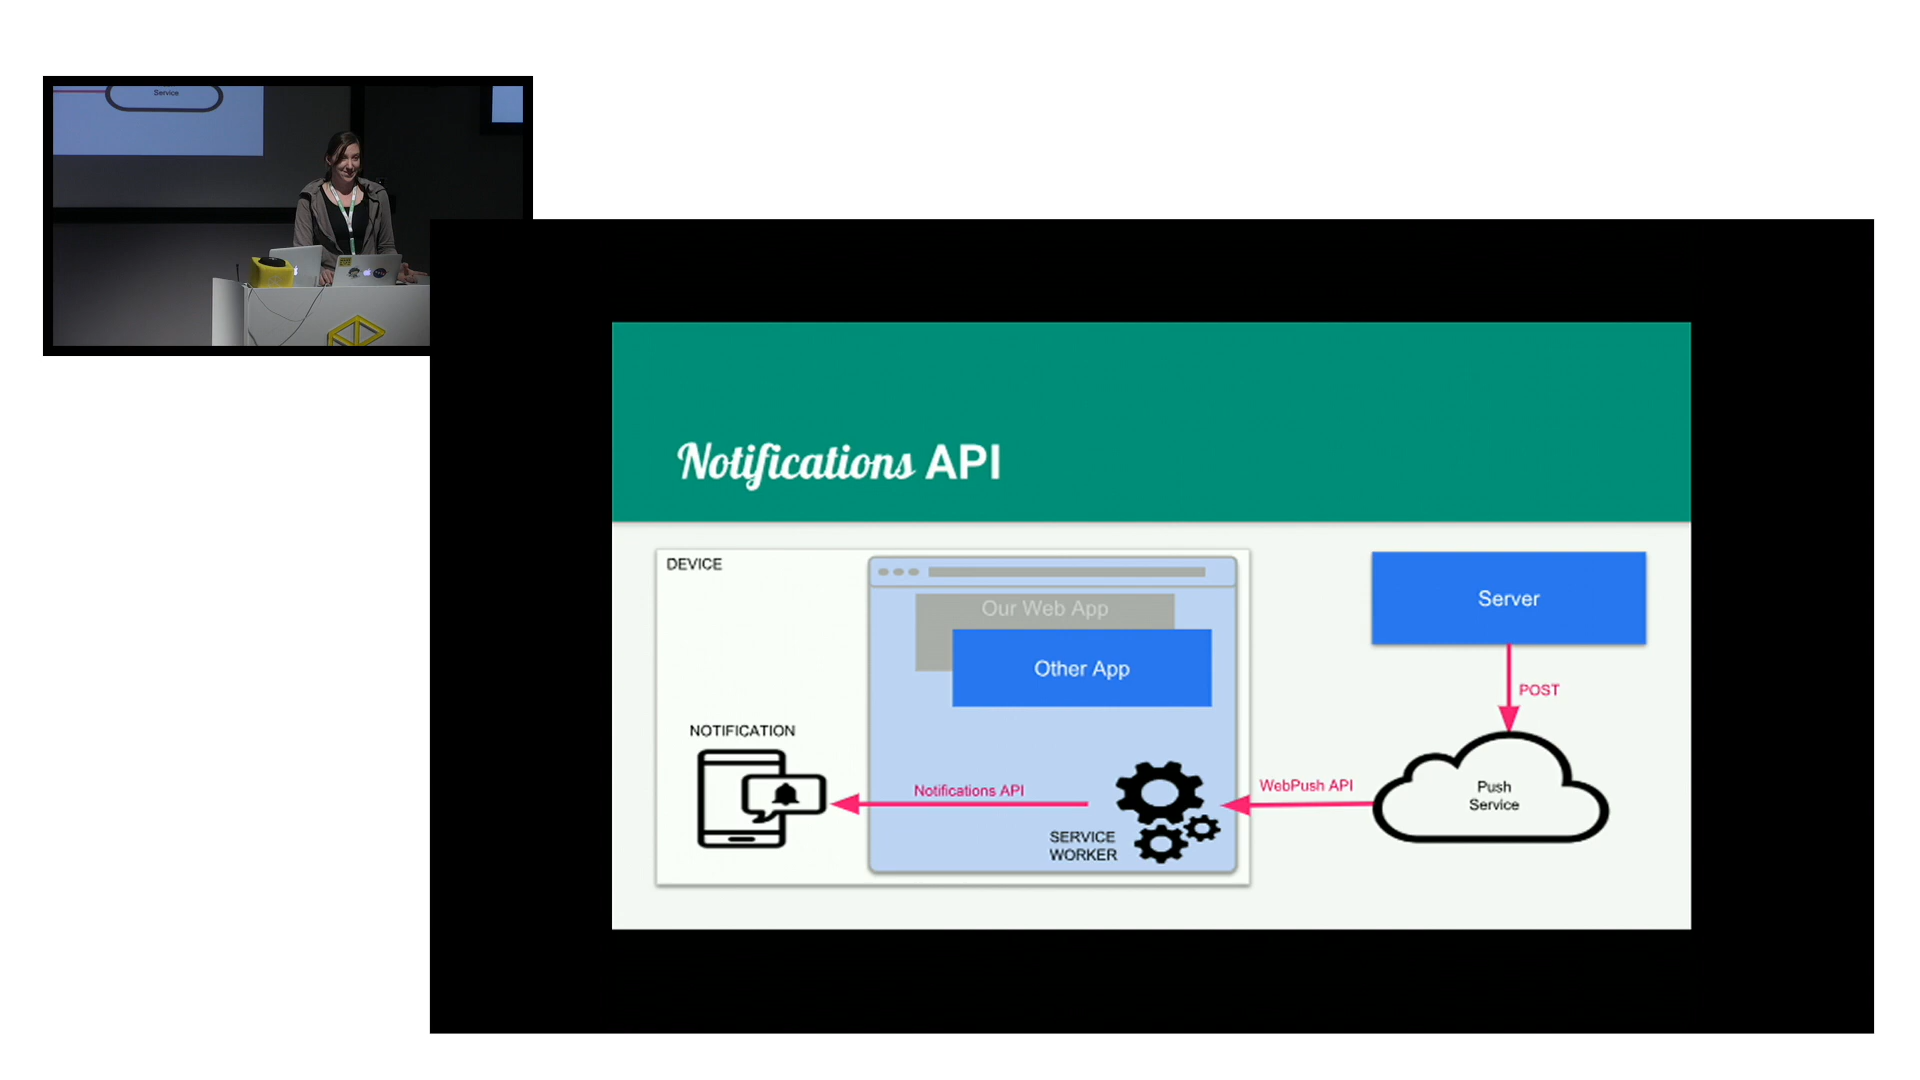 Service
Notifications API
DEVICE
Our Web App
Other App
Server
POST
NOTIFICATION
Notifications API
WebPush API
Push
Service
SERVICE
WORKER